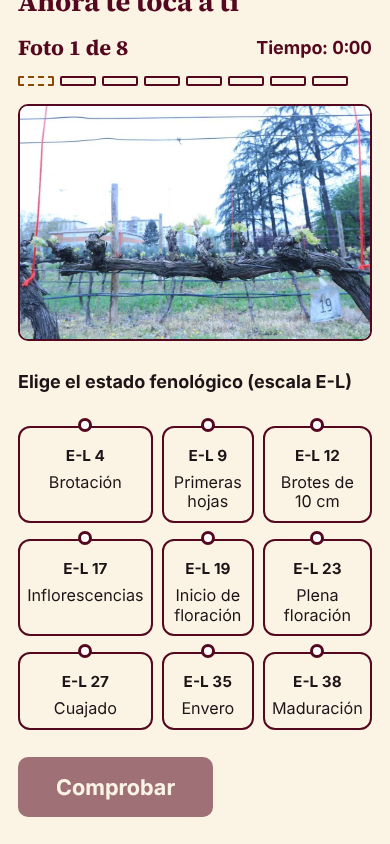 Ahora te toca a ti
Foto 1 de 8
Tiempo: 0:00
19
Elige el estado fenológico (escala E-L)
E-L 4
Brotación
E-L 9
Primeras
hojas
E-L 12
Brotes de
10 cm
E-L 17
Inflorescencias
E-L 19
Inicio de
floración
E-L 23
Plena
floración
E-L 27
Cuajado
E-L 35
Envero
E-L 38
Maduración
Comprobar